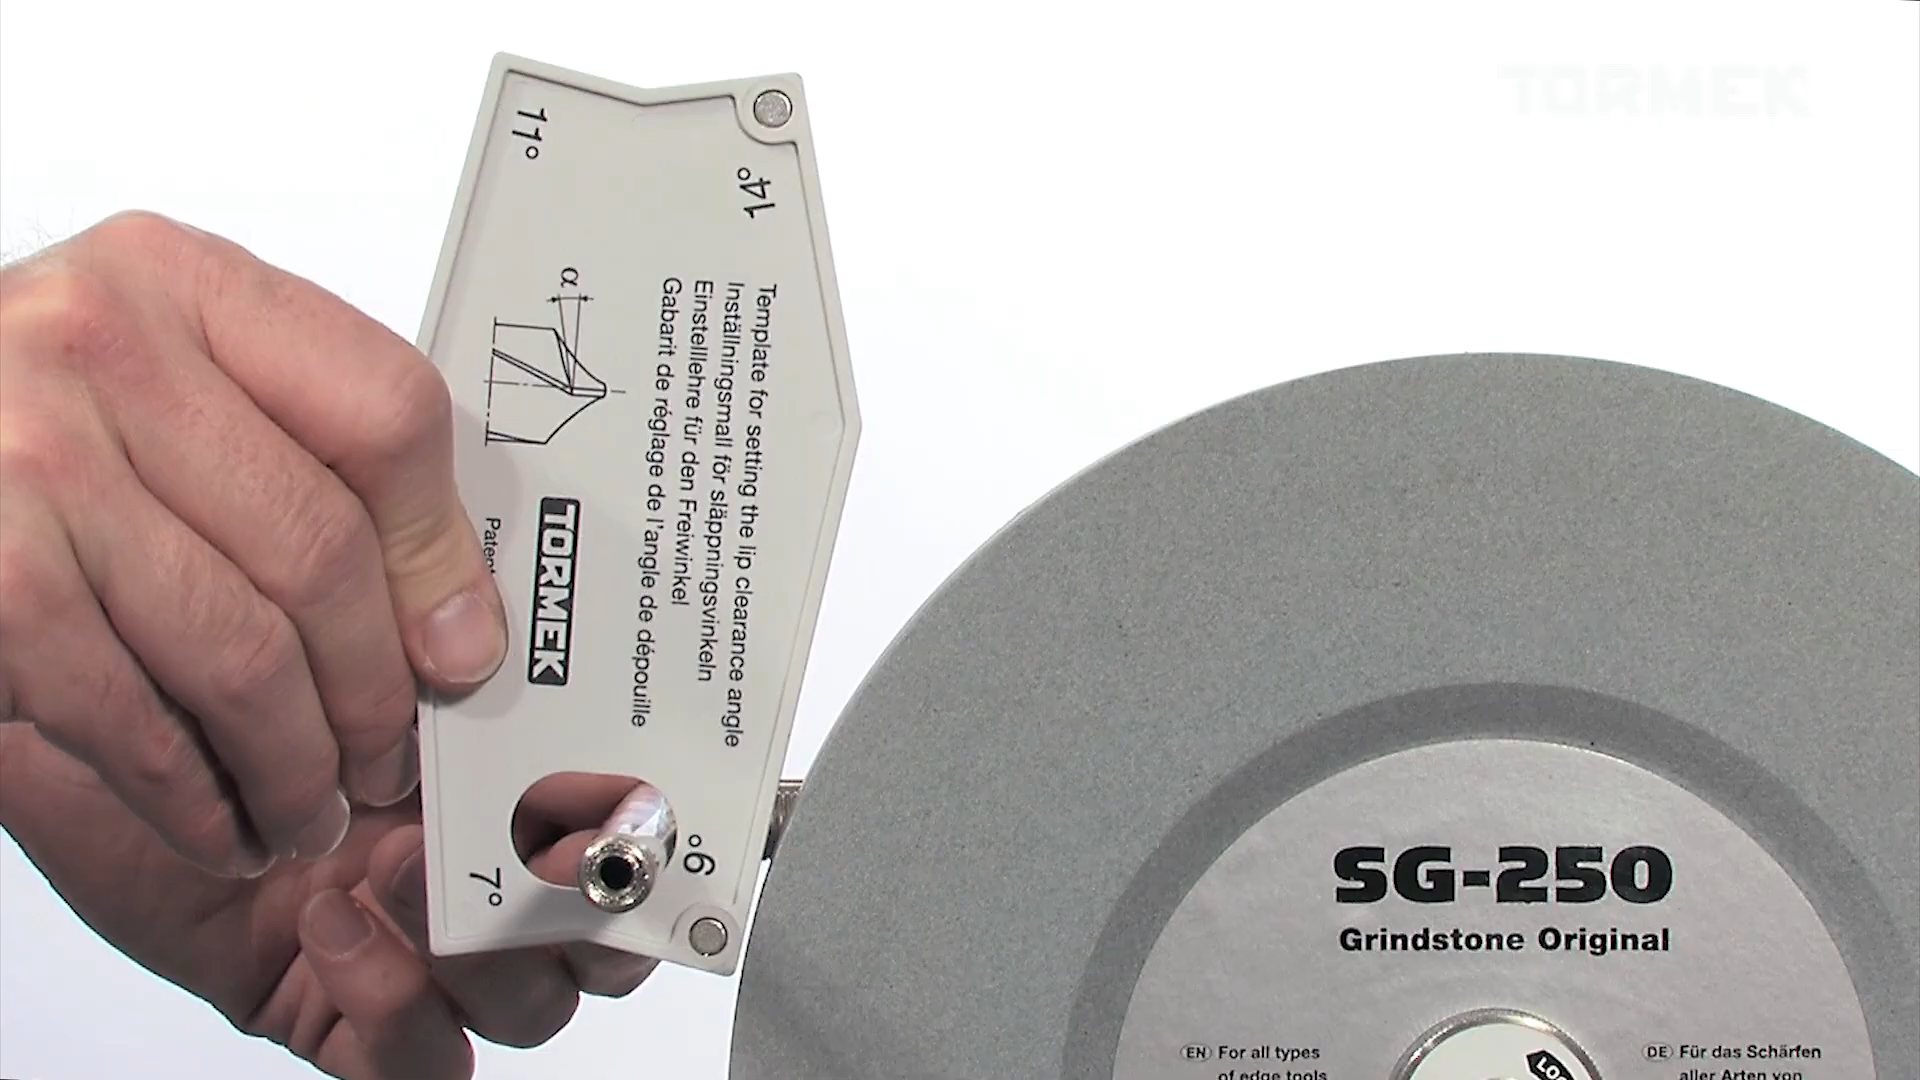 TORMEK
11°
14°
α
Template for setting the lip clearance angle
Inställningsmall för släppningsvinkeln
Einstelllehre für den Freiwinkel
Gabarit de réglage de l'angle de dépouille
TORMEK
7°
9°
SG-250
Grindstone Original
EN For all types
of edge tools
DE Für das Schärfen
aller Arten von